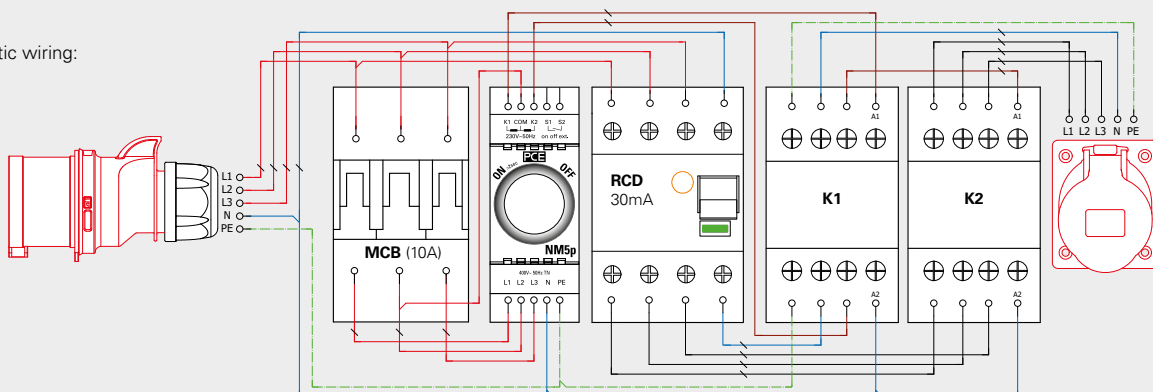 tic wiring:
L1
L2
L3
N
PE
MCB (10A)
K1 COM K2 S1 S2
230V~50Hz on off ext.
PCE
ON >2sec OFF
NM5p
400V~ 50Hz TN
L1 L2 L3 N PE
RCD
30mA
A1
K1
A2
A1
K2
A2
L1 L2 L3 N PE